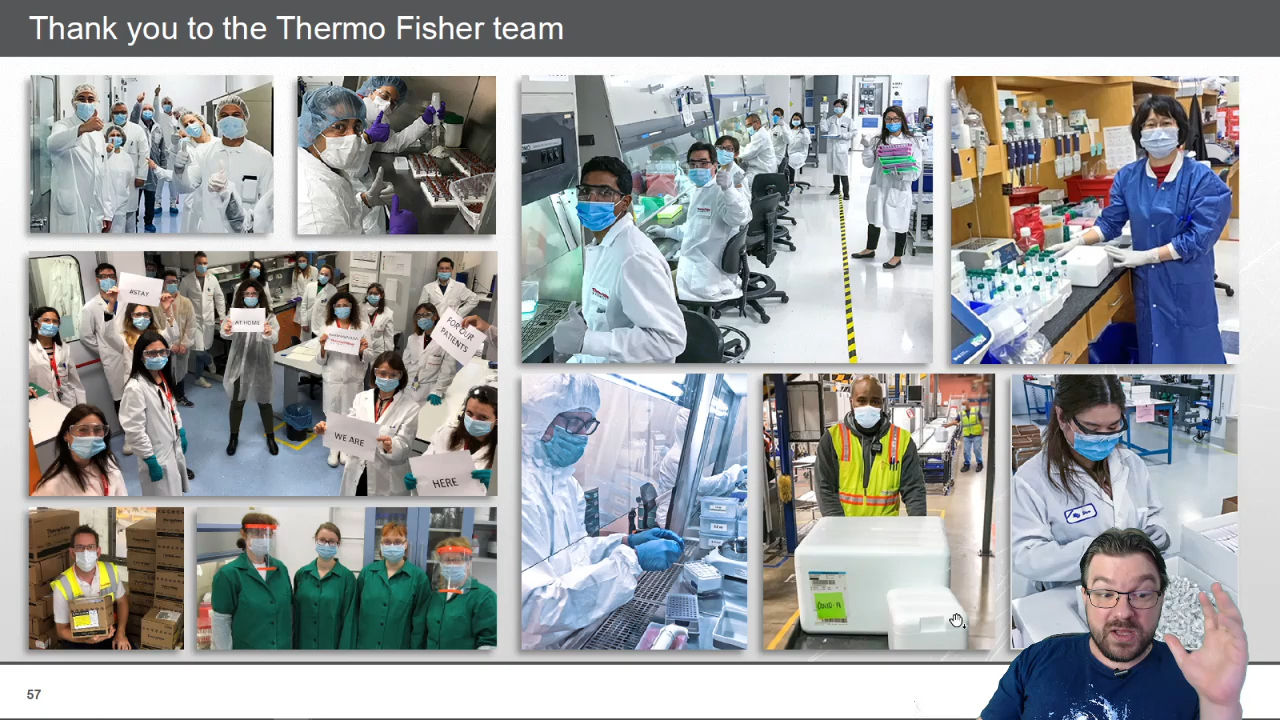 Thank you to the Thermo Fisher team
#STAY
AT HOME
FOR OUR
PATIENTS
WE ARE
HERE
COVID-19
57